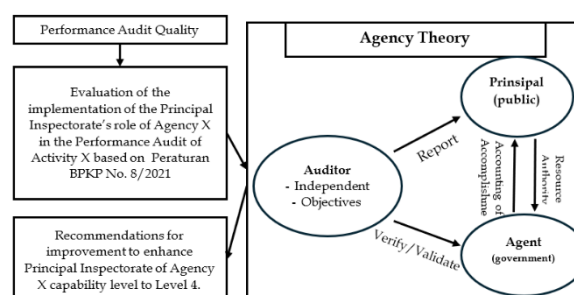 Performance Audit Quality
Evaluation of the
implementation of the Principal
Inspectorate's role of Agency X
in the Performance Audit of
Activity X based on Peraturan
BPKP No. 8/2021
Recommendations for
improvement to enhance
Principal Inspectorate of Agency
X capability level to Level 4.
Agency Theory
Auditor
- Independent
- Objectives
Report
Verify/Validate
Prinsipal
(public)
Accounting of
Accomplishme
Resource
Authority
Agent
(government)